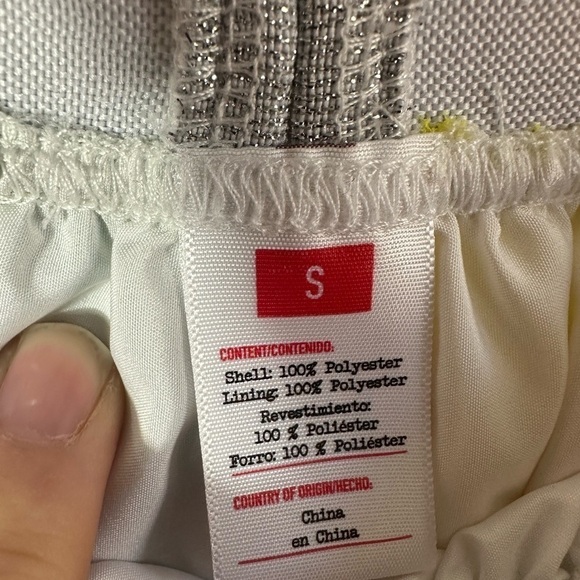 S
CONTENT/CONTENIDO:
Shell: 100% Polyester
Lining: 100% Polyester
Revestimiento:
100 % Poliéster
Forro: 100 % Poliéster
COUNTRY OF ORIGIN/HECHO:
China
en China